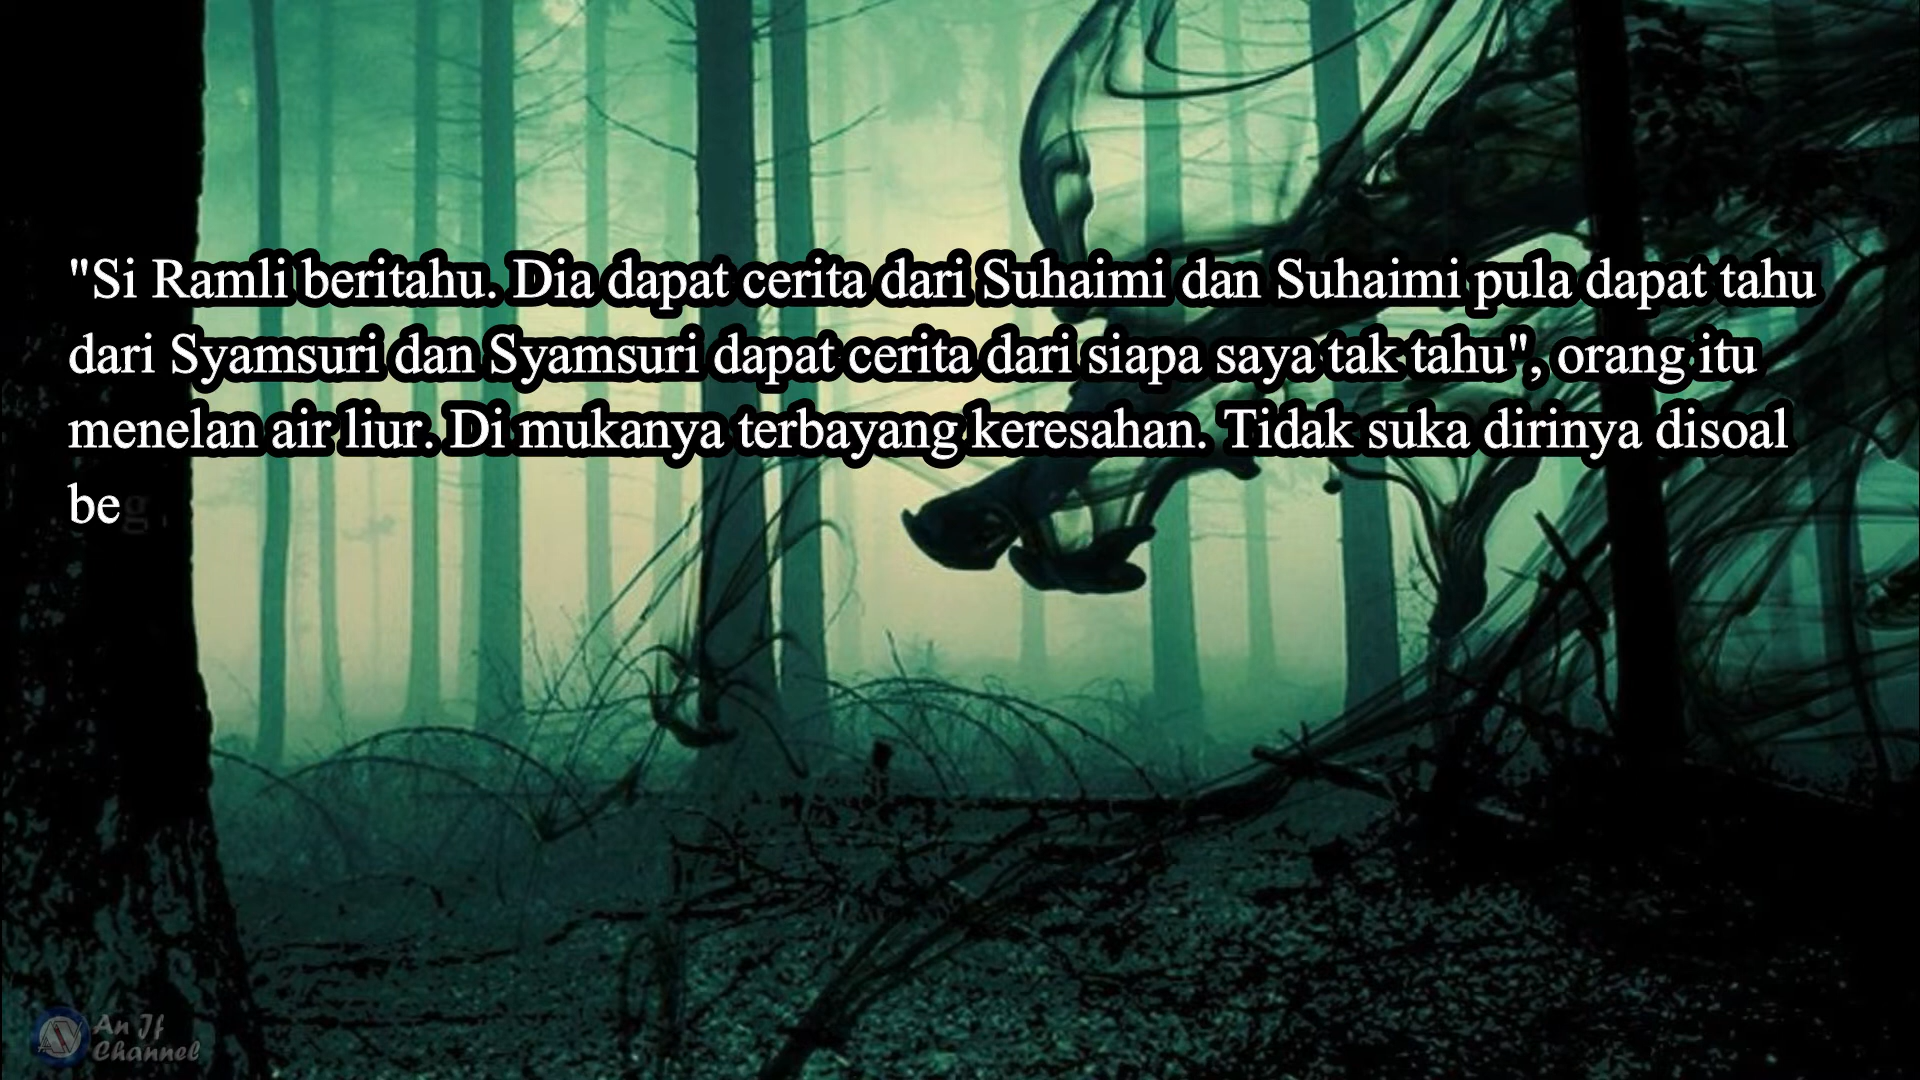 "Si Ramli beritahu. Dia dapat cerita dari Suhaimi dan Suhaimi pula dapat tahu
dari Syamsuri dan Syamsuri dapat cerita dari siapa saya tak tahu", orang itu
menelan air liur. Di mukanya terbayang keresahan. Tidak suka dirinya disoal
be
An Jf
Channel